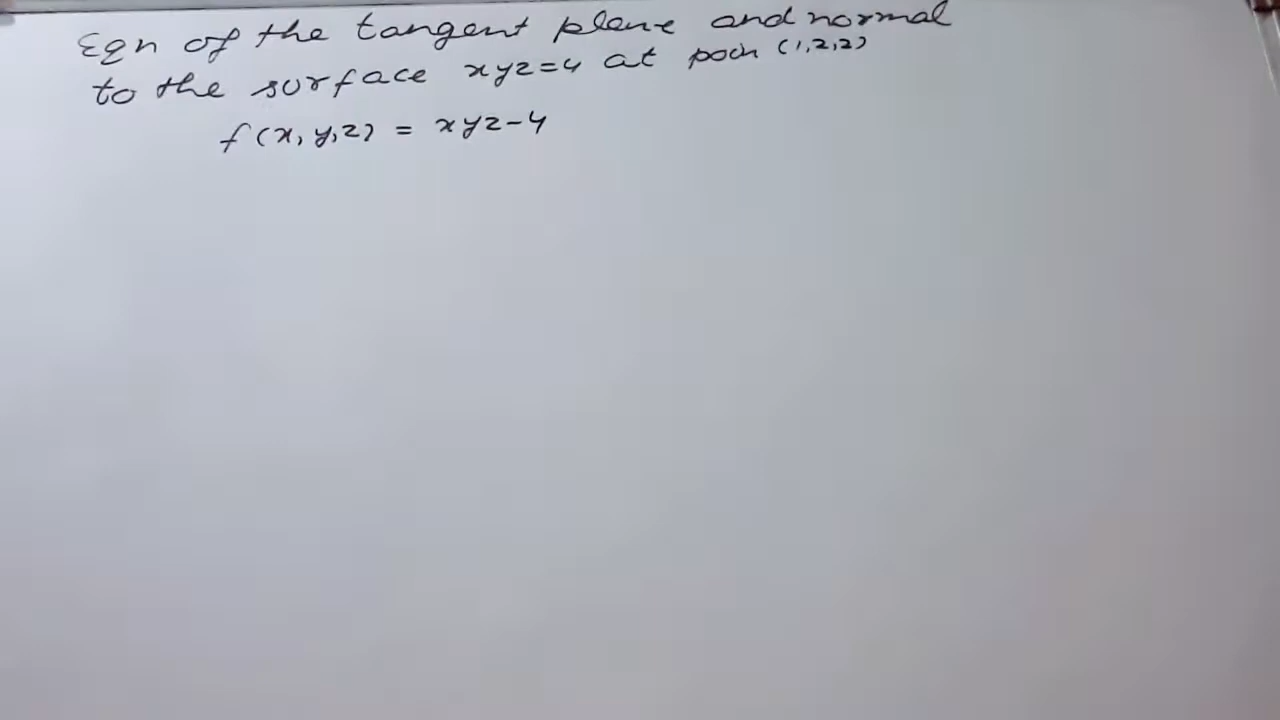 Eqn of the tangent plane and normal
to the surface xyz=4 at poin (1,2,2)
f(x, y, z) = xyz-4